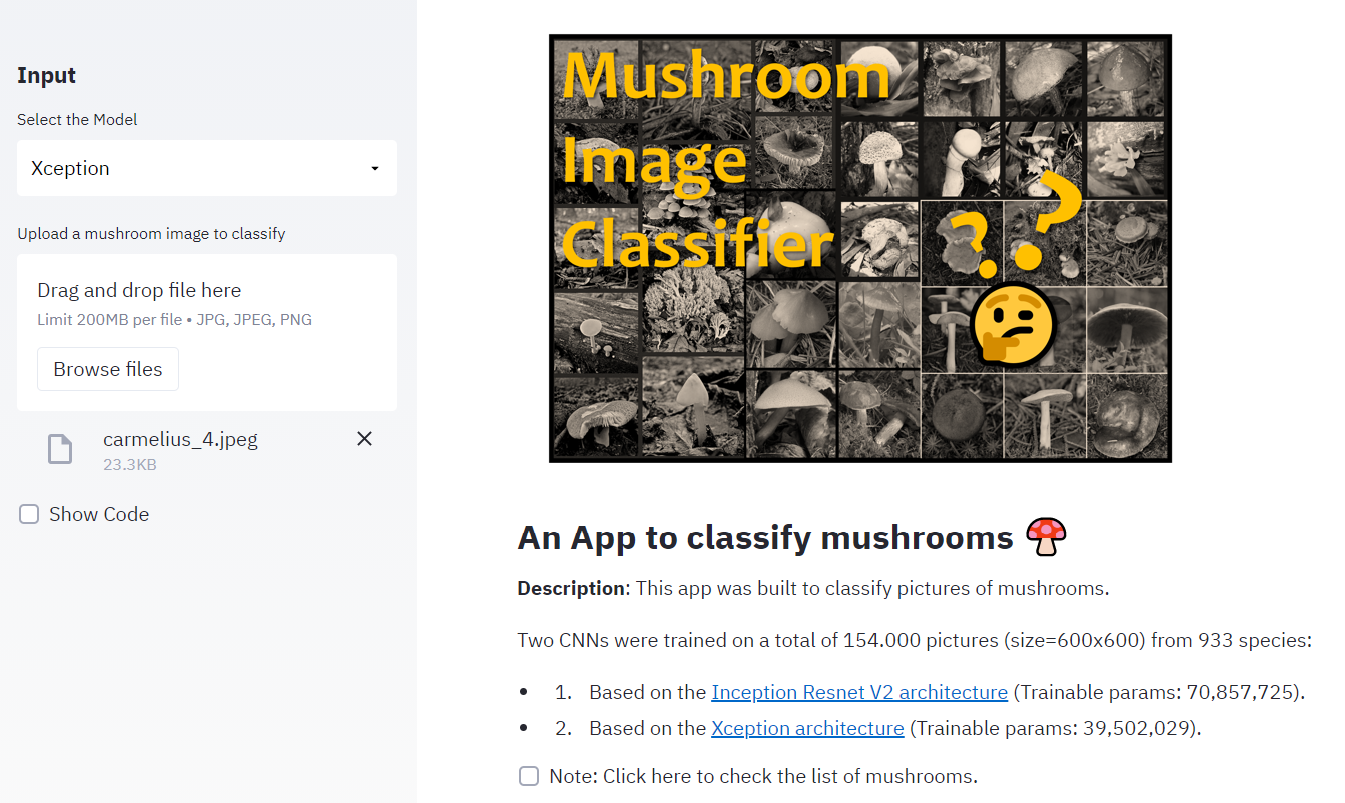 Input
Select the Model
Xception
Upload a mushroom image to classify
Drag and drop file here
Limit 200MB per file • JPG, JPEG, PNG
Browse files
carmelius_4.jpeg
23.3KB
Show Code
Mushroom
Image
Classifier
??
An App to classify mushrooms 🍄
Description: This app was built to classify pictures of mushrooms.
Two CNNs were trained on a total of 154.000 pictures (size=600x600) from 933 species:
• 1. Based on the Inception Resnet V2 architecture (Trainable params: 70,857,725).
• 2. Based on the Xception architecture (Trainable params: 39,502,029).
Note: Click here to check the list of mushrooms.